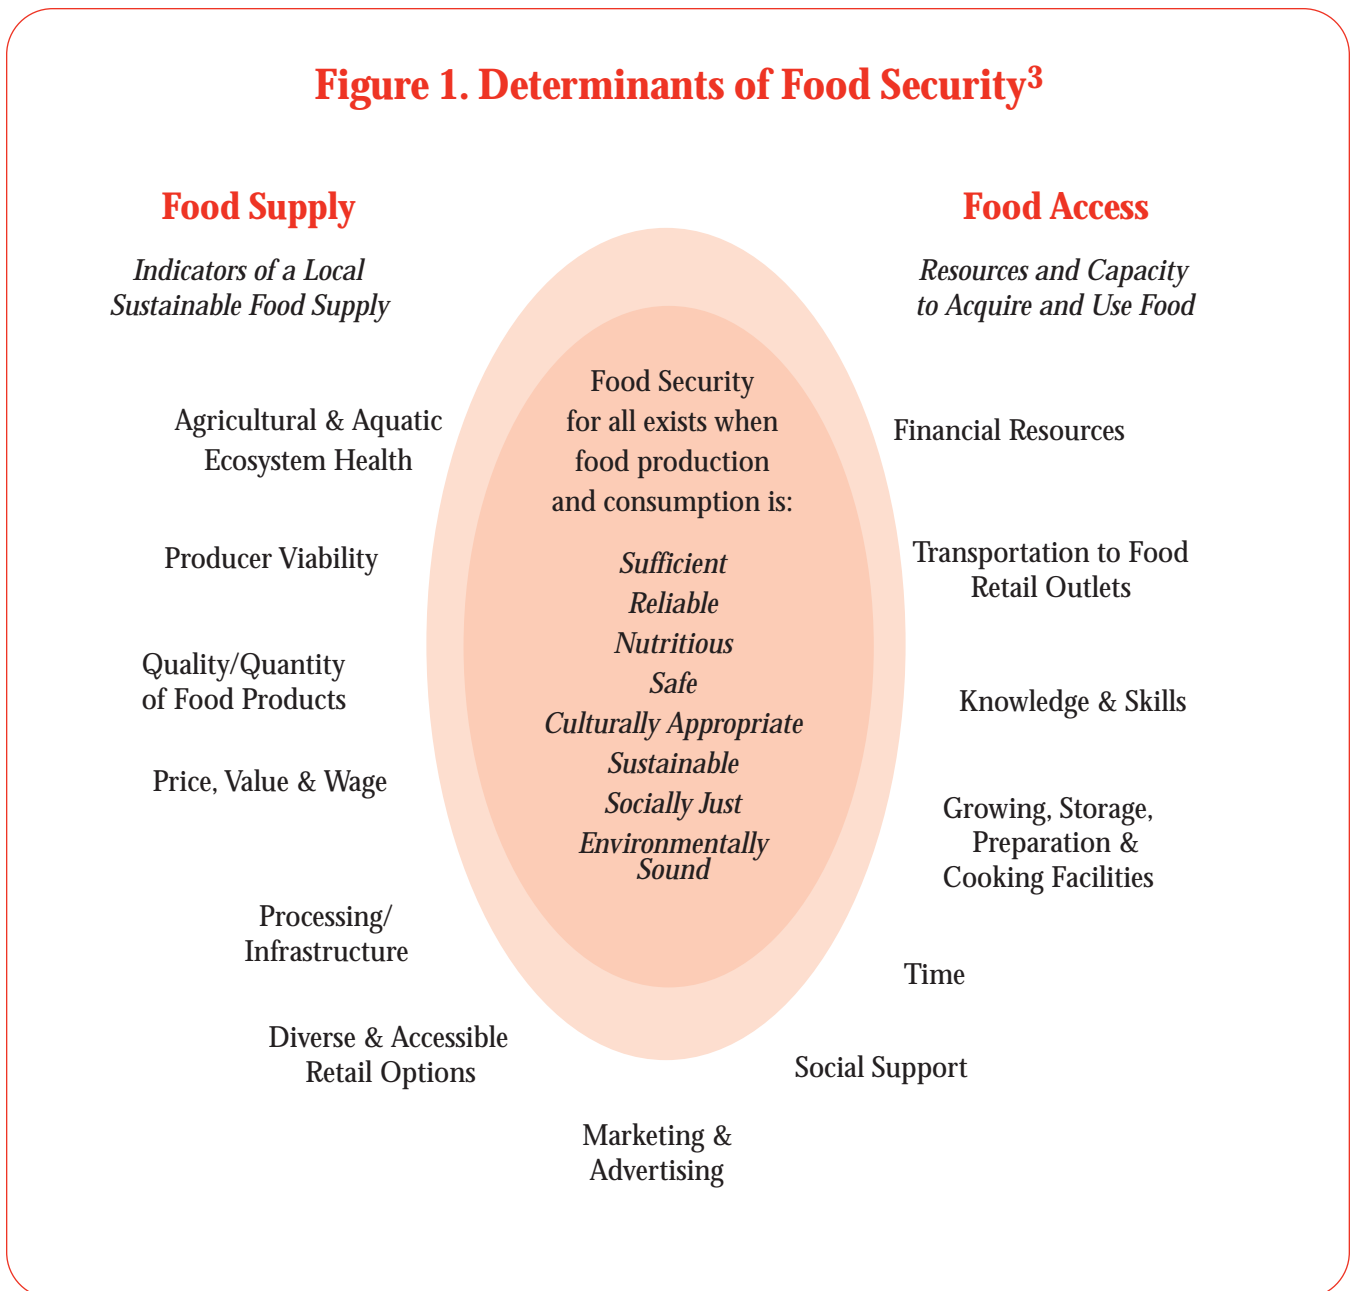 Figure 1. Determinants of Food Security3
Food Supply
Indicators of a Local
Sustainable Food Supply
Agricultural & Aquatic
Ecosystem Health
Producer Viability
Quality/Quantity
of Food Products
Price, Value & Wage
Processing/
Infrastructure
Diverse & Accessible
Retail Options
Marketing &
Advertising
Food Security
for all exists when
food production
and consumption is:
Sufficient
Reliable
Nutritious
Safe
Culturally Appropriate
Sustainable
Socially Just
Environmentally
Sound
Food Access
Resources and Capacity
to Acquire and Use Food
Financial Resources
Transportation to Food
Retail Outlets
Knowledge & Skills
Growing, Storage,
Preparation &
Cooking Facilities
Time
Social Support